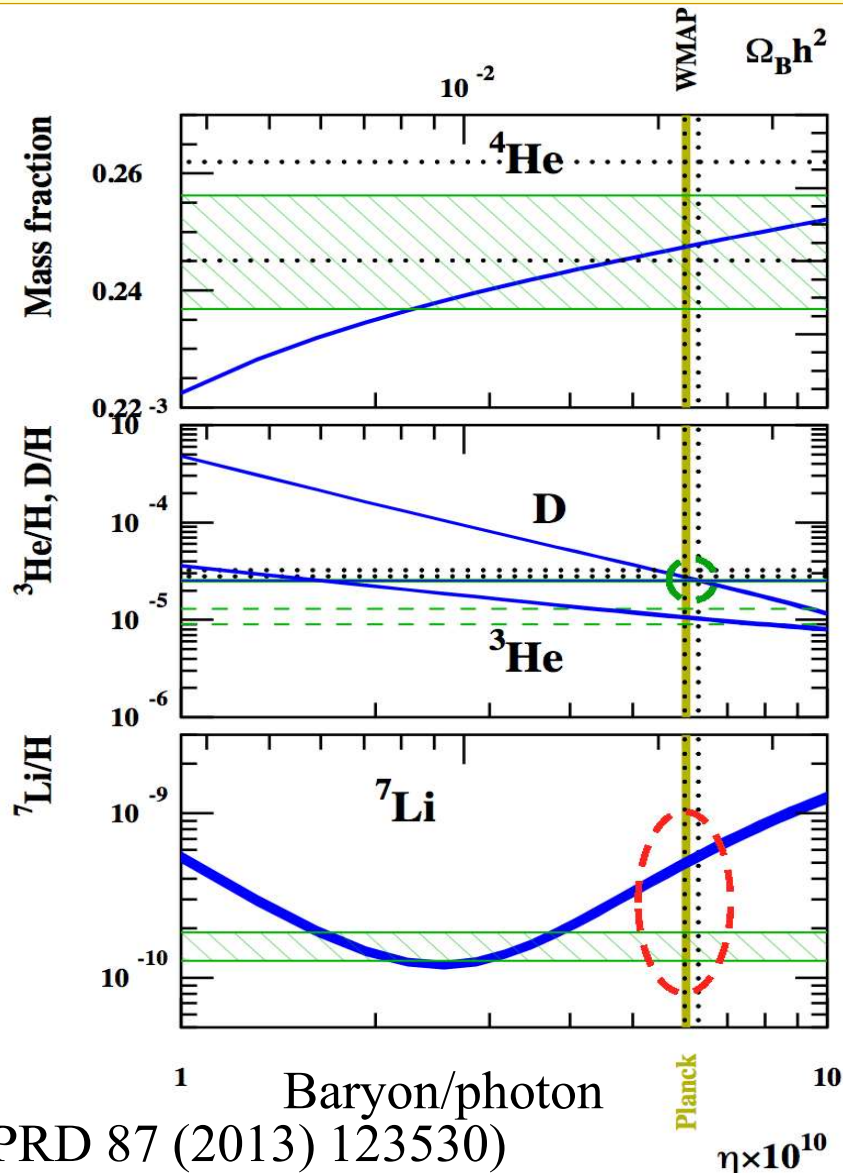 WMAP
Ω_B h²
10⁻²
Mass fraction
⁴He
0.26
0.24
0.22
³He/H, D/H
10⁻³
10⁻⁴
D
10⁻⁵
³He
10⁻⁶
⁷Li/H
⁷Li
10⁻⁹
10⁻¹⁰
1
Baryon/photon
Planck
10
PRD 87 (2013) 123530)
η×10¹⁰